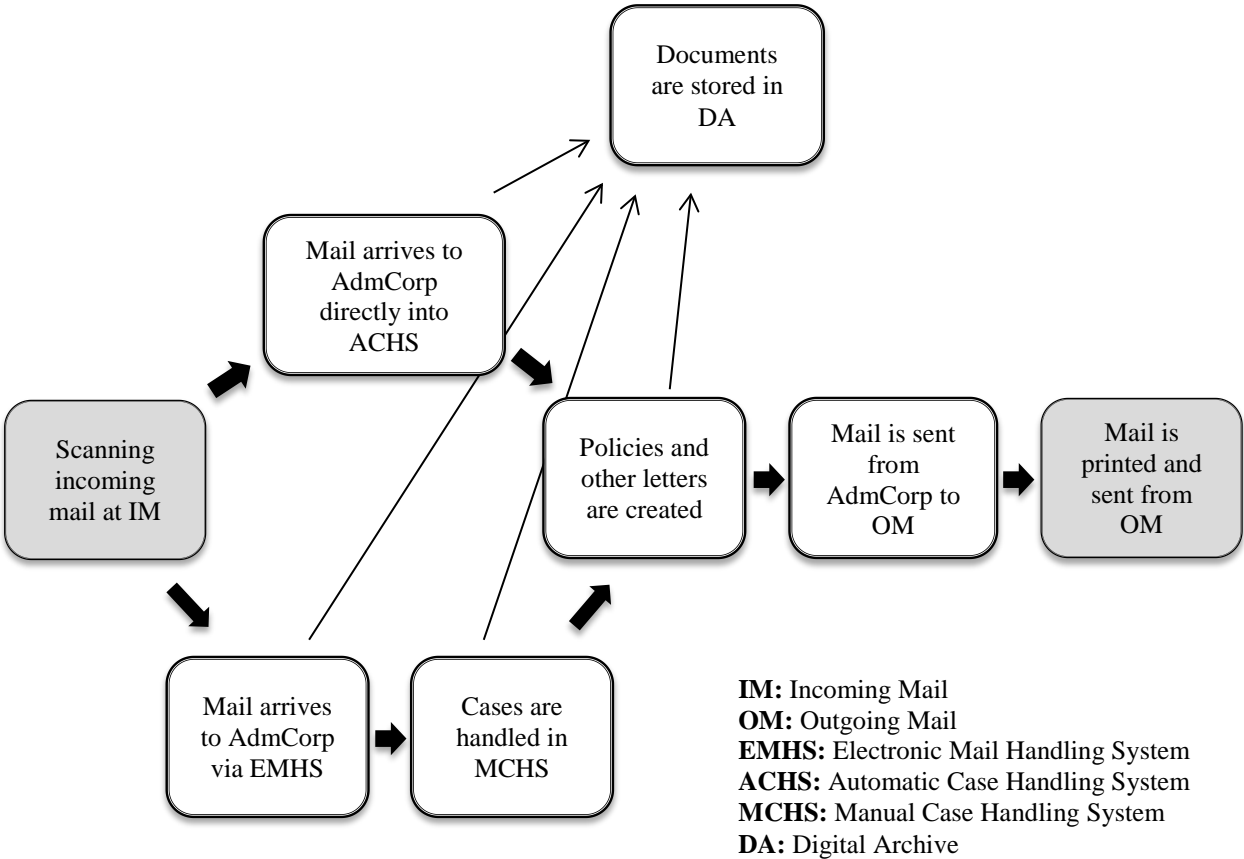 Documents
are stored in
DA
Mail arrives to
AdmCorp
directly into
ACHS
Scanning
incoming
mail at IM
Policies and
other letters
are created
Mail is sent
from
AdmCorp to
OM
Mail is
printed and
sent from
OM
Mail arrives
to AdmCorp
via EMHS
Cases are
handled in
MCHS
IM: Incoming Mail
OM: Outgoing Mail
EMHS: Electronic Mail Handling System
ACHS: Automatic Case Handling System
MCHS: Manual Case Handling System
DA: Digital Archive